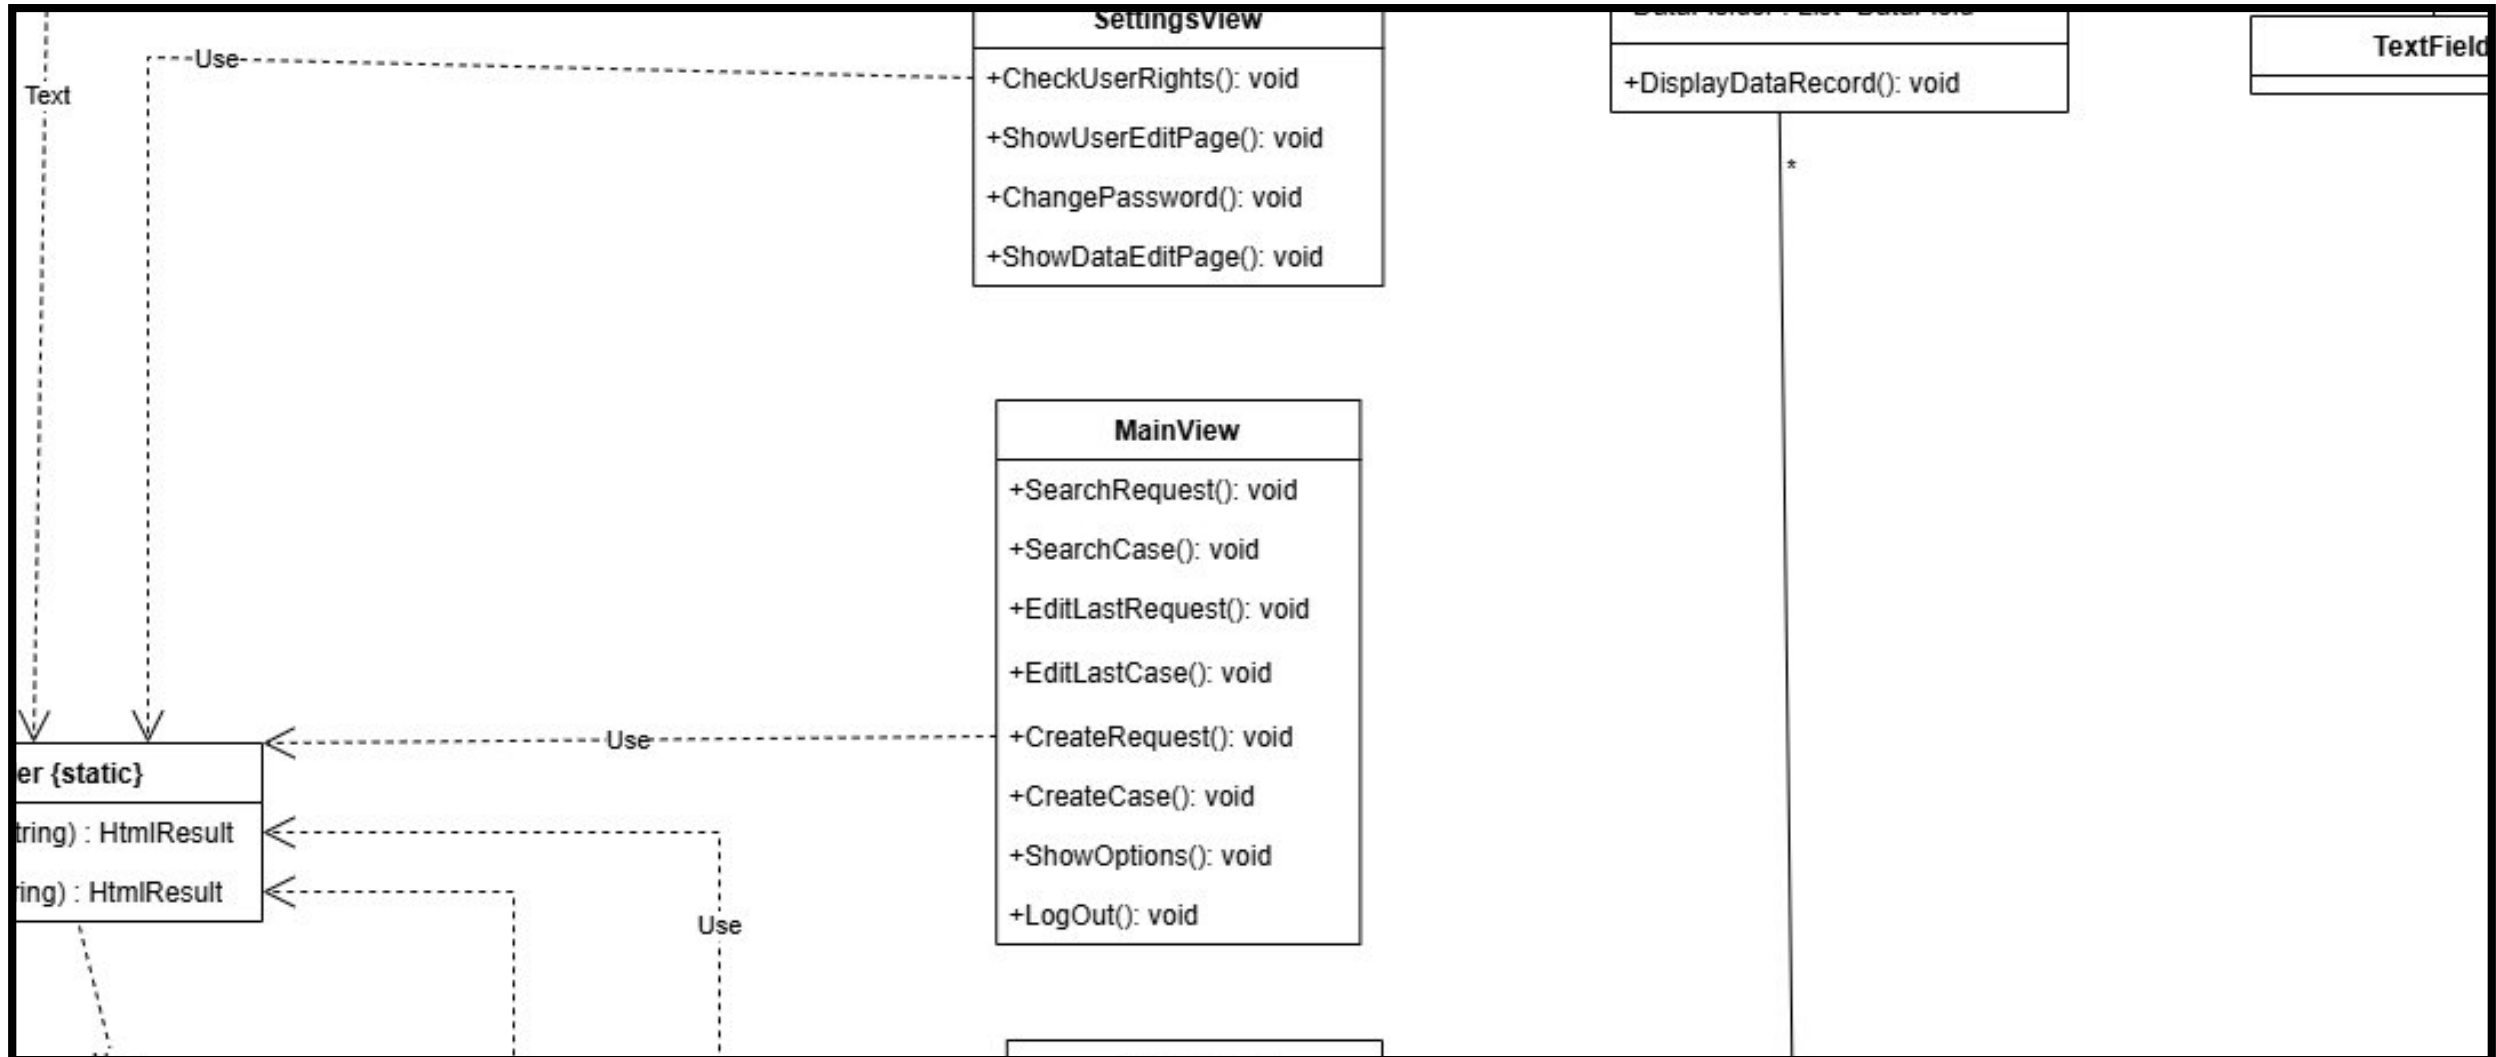 SettingsView
+CheckUserRights(): void
+ShowUserEditPage(): void
+ChangePassword(): void
+ShowDataEditPage(): void
+DisplayDataRecord(): void
*
TextField
Use
Text
MainView
+SearchRequest(): void
+SearchCase(): void
+EditLastRequest(): void
+EditLastCase(): void
+CreateRequest(): void
+CreateCase(): void
+ShowOptions(): void
+LogOut(): void
Use
er {static}
tring) : HtmlResult
ring) : HtmlResult
Use